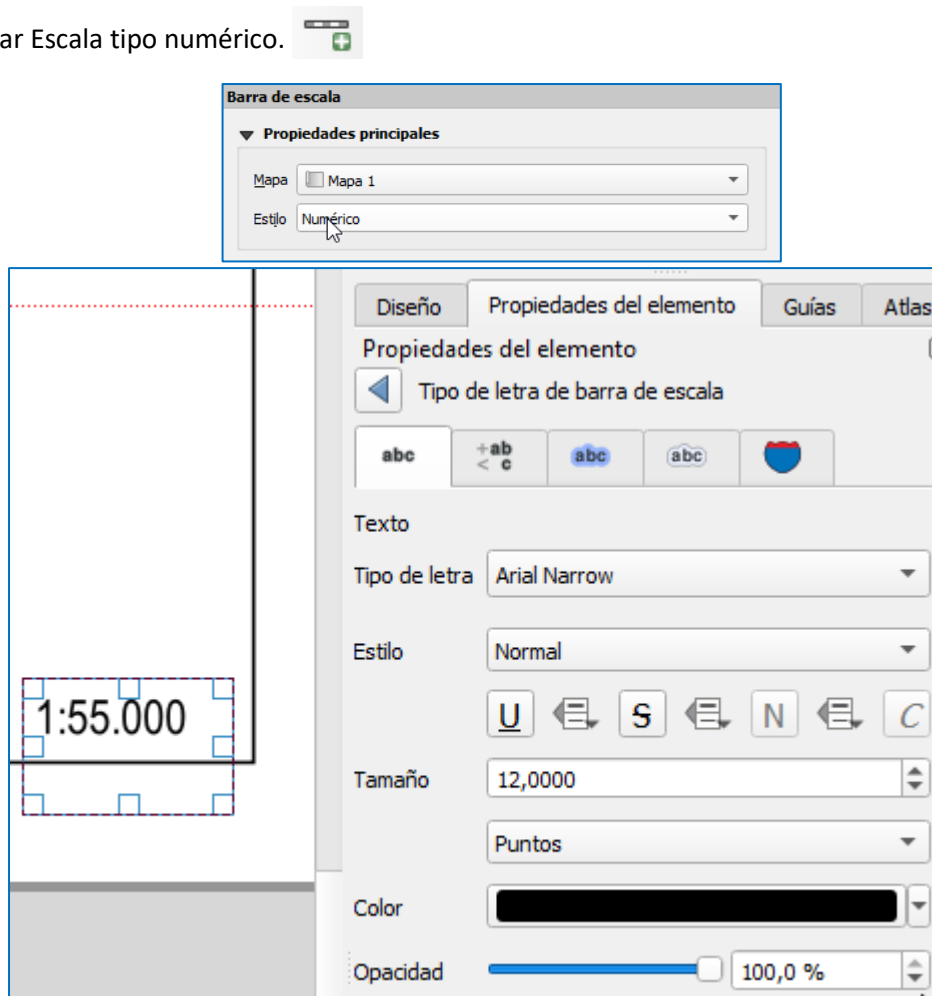 ar Escala tipo numérico.
Barra de escala
Propiedades principales
Mapa Mapa 1
Estilo Numérico
Diseño Propiedades del elemento Guías Atlas
Propiedades del elemento
Tipo de letra de barra de escala
abc +ab < c abc abc
Texto
Tipo de letra Arial Narrow
Estilo Normal
U S N C
1:55.000
Tamaño 12,0000
Puntos
Color
Opacidad 100,0 %